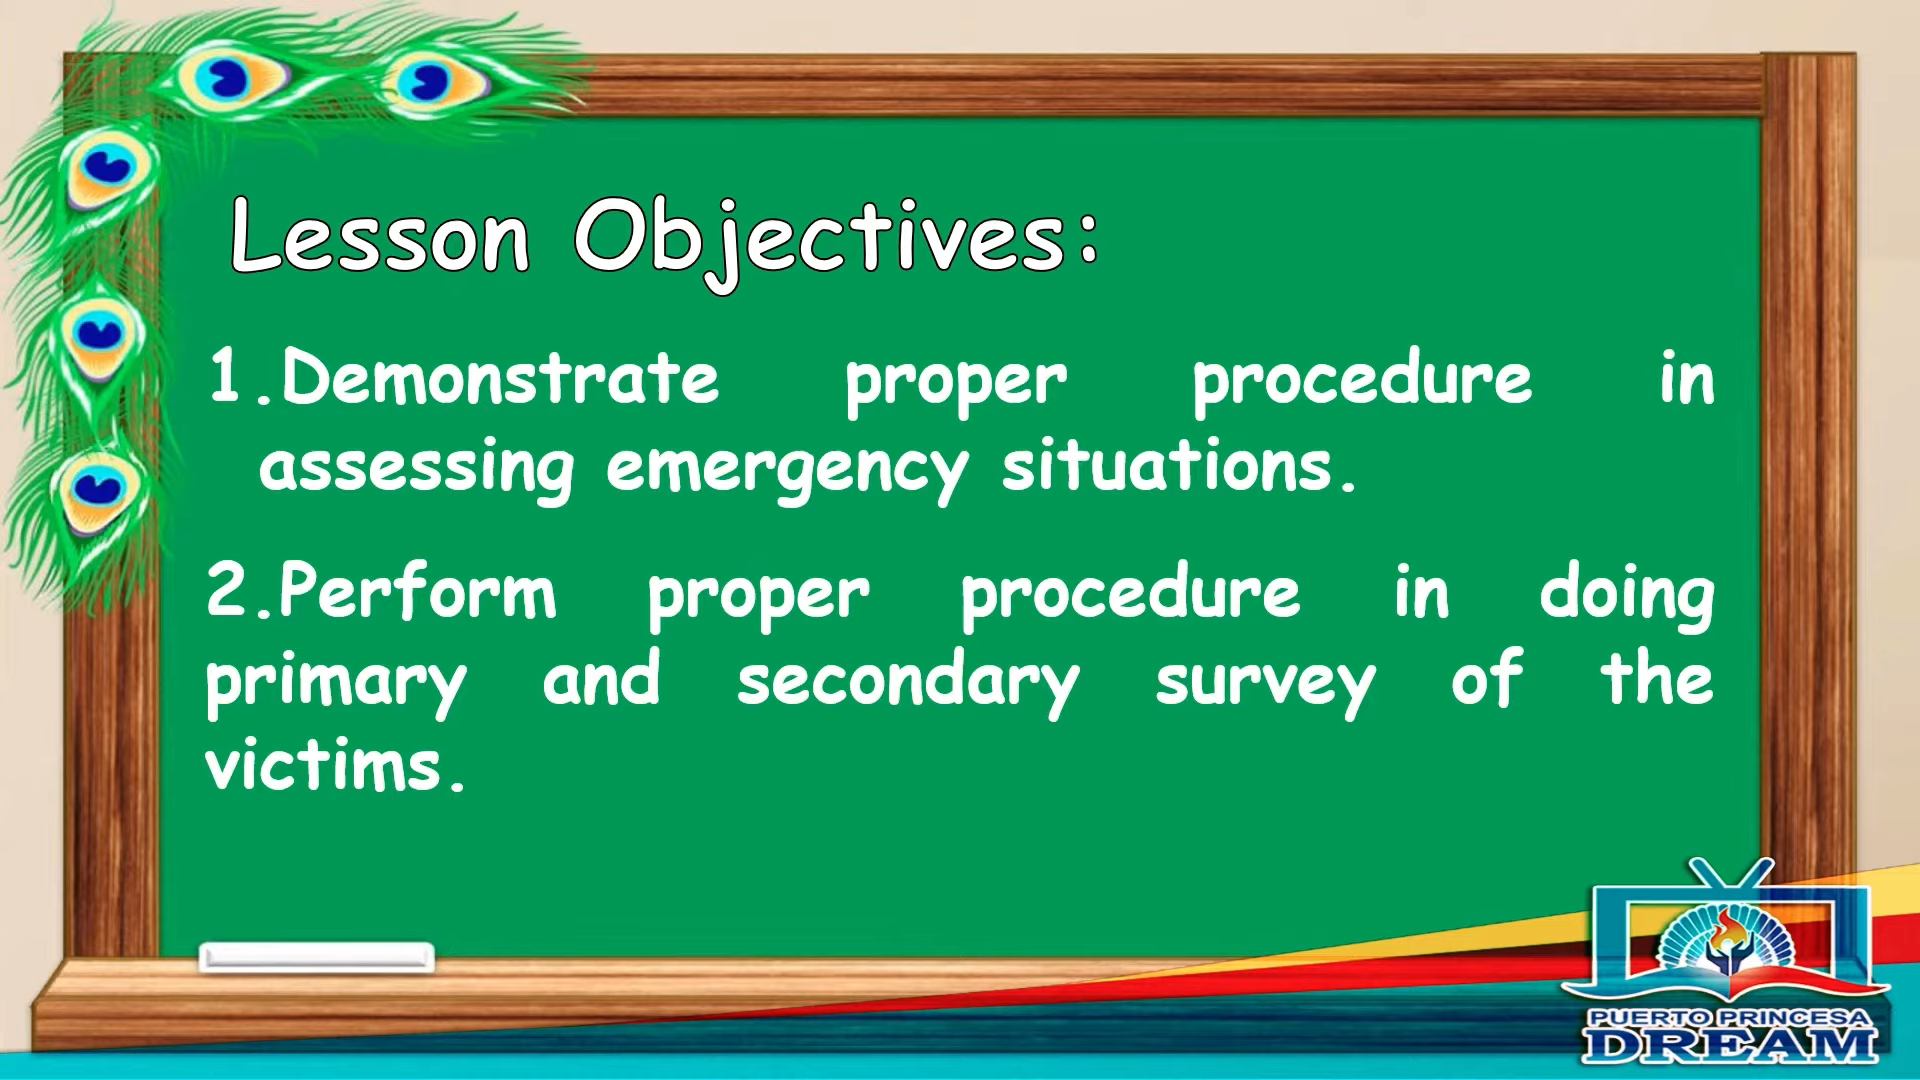 Lesson Objectives:
1.Demonstrate proper procedure in
assessing emergency situations.
2.Perform proper procedure in doing
primary and secondary survey of the
victims.
PUERTO PRINCESA
DREAM